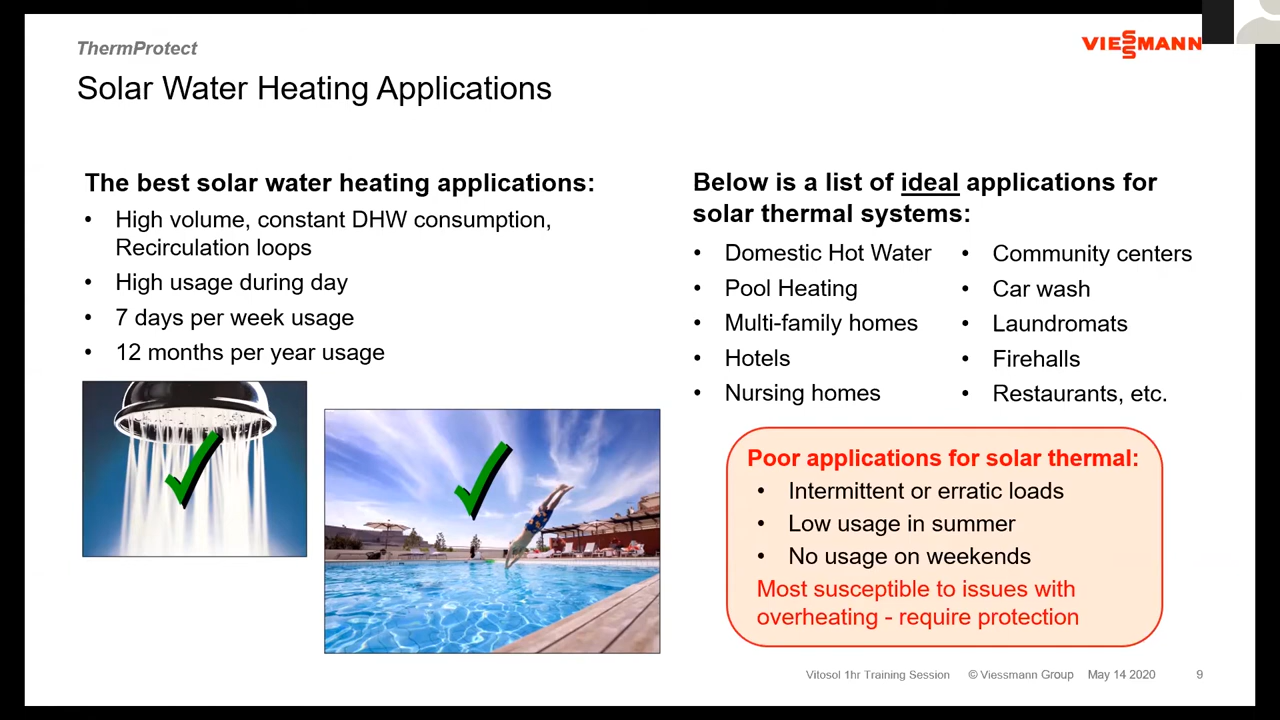 ThermProtect
VIESSMANN
Solar Water Heating Applications
The best solar water heating applications:
• High volume, constant DHW consumption,
Recirculation loops
• High usage during day
• 7 days per week usage
• 12 months per year usage
Below is a list of ideal applications for
solar thermal systems:
• Domestic Hot Water
• Pool Heating
• Multi-family homes
• Hotels
• Nursing homes
• Community centers
• Car wash
• Laundromats
• Firehalls
• Restaurants, etc.
Poor applications for solar thermal:
• Intermittent or erratic loads
• Low usage in summer
• No usage on weekends
Most susceptible to issues with
overheating - require protection
Vitosol 1hr Training Session © Viessmann Group May 14 2020 9